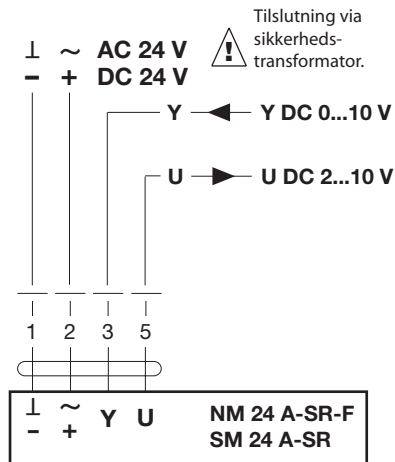 Tilslutning via
sikkerheds-
transformator.
⊥ ~ AC 24 V
– + DC 24 V
Y Y DC 0...10 V
U U DC 2...10 V
1 2 3 5
⊥ ~ Y U NM 24 A-SR-F
– + SM 24 A-SR